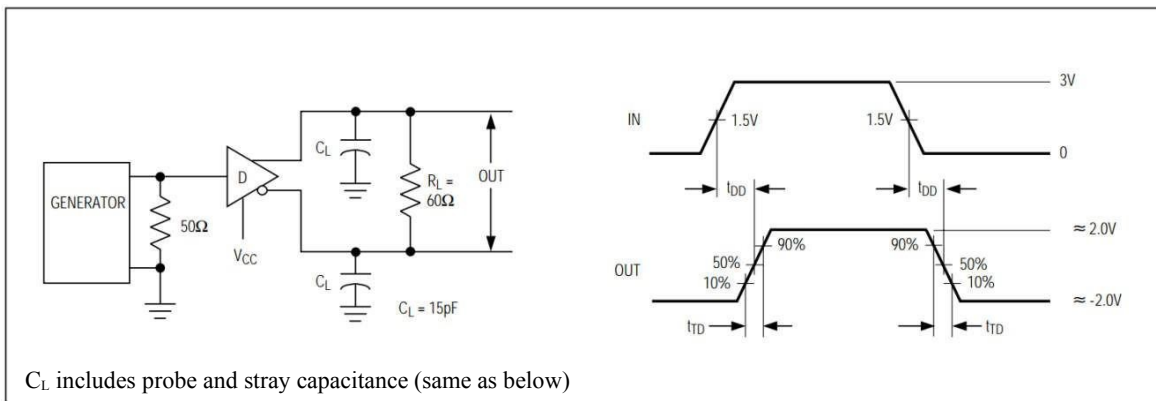 GENERATOR
50Ω
D
VCC
CL
CL
RL =
60Ω
OUT
CL = 15pF
IN
1.5V
1.5V
3V
0
tDD
tDD
OUT
90%
50%
10%
90%
50%
10%
≈ 2.0V
≈ -2.0V
tTD
tTD
CL includes probe and stray capacitance (same as below)